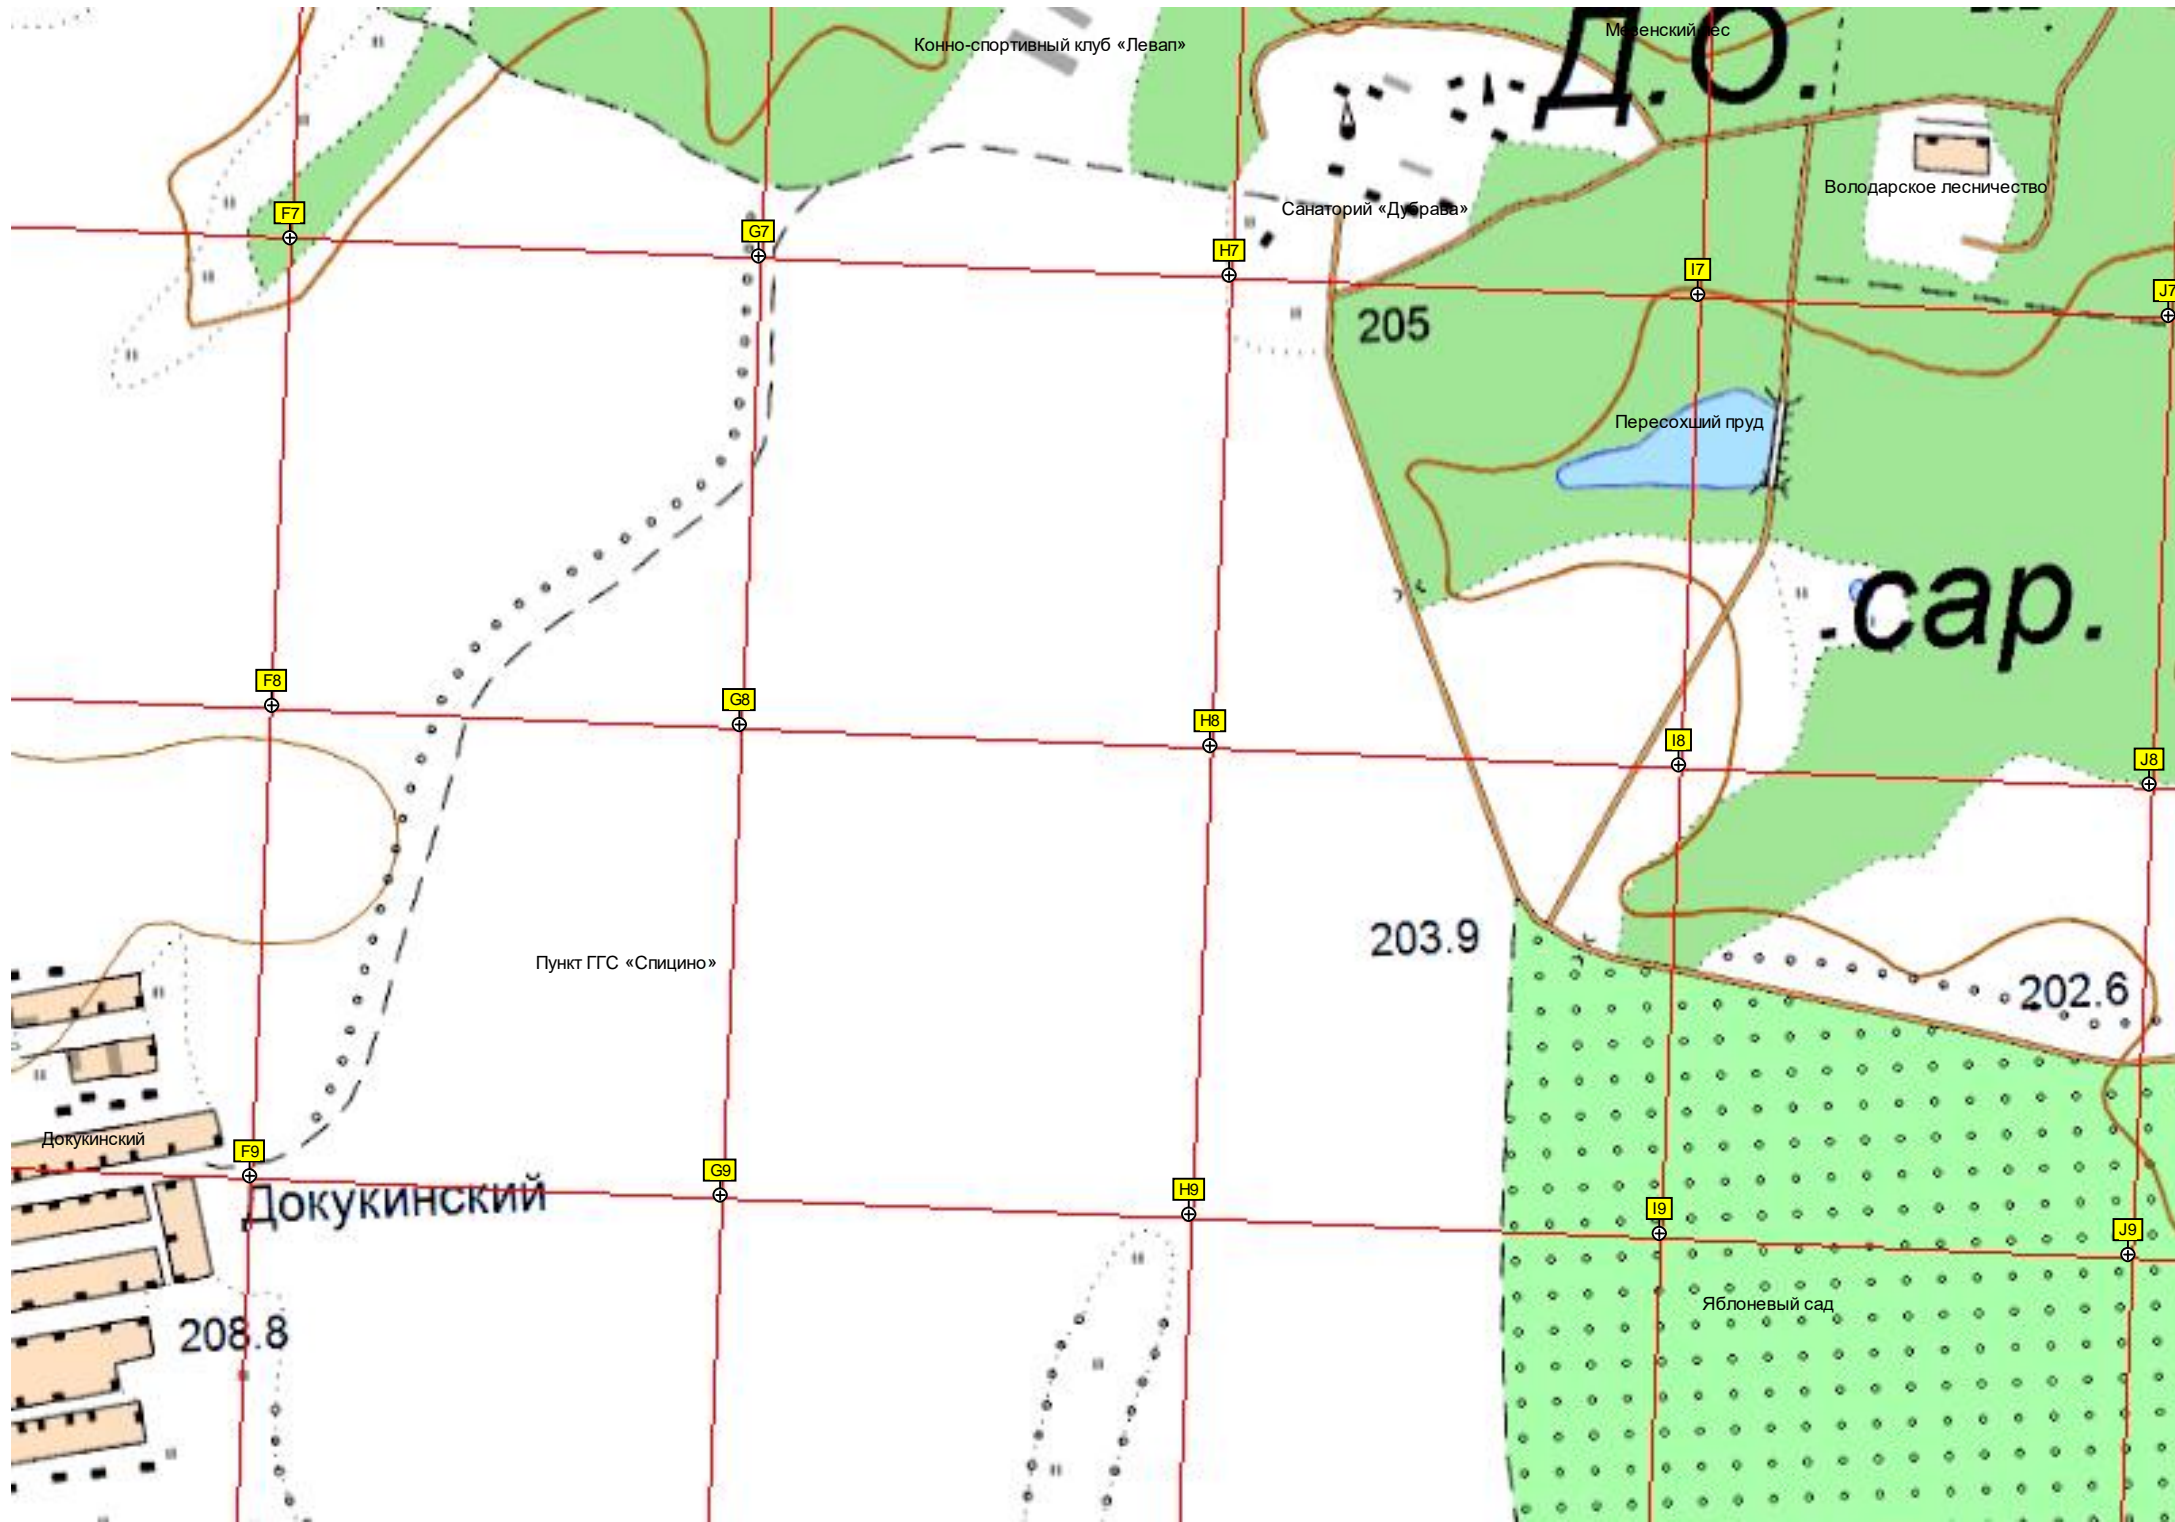 Конно-спортивный клуб «Левап»
Мезенский лес
Д.О.
Володарское лесничество
Санаторий «Дубрава»
F7
G7
H7
I7
J7
205
Пересохший пруд
сар.
F8
G8
H8
I8
J8
203.9
Пункт ГГС «Спицино»
202.6
Докукинский
F9
G9
H9
I9
J9
Докукинский
Яблоневый сад
208.8